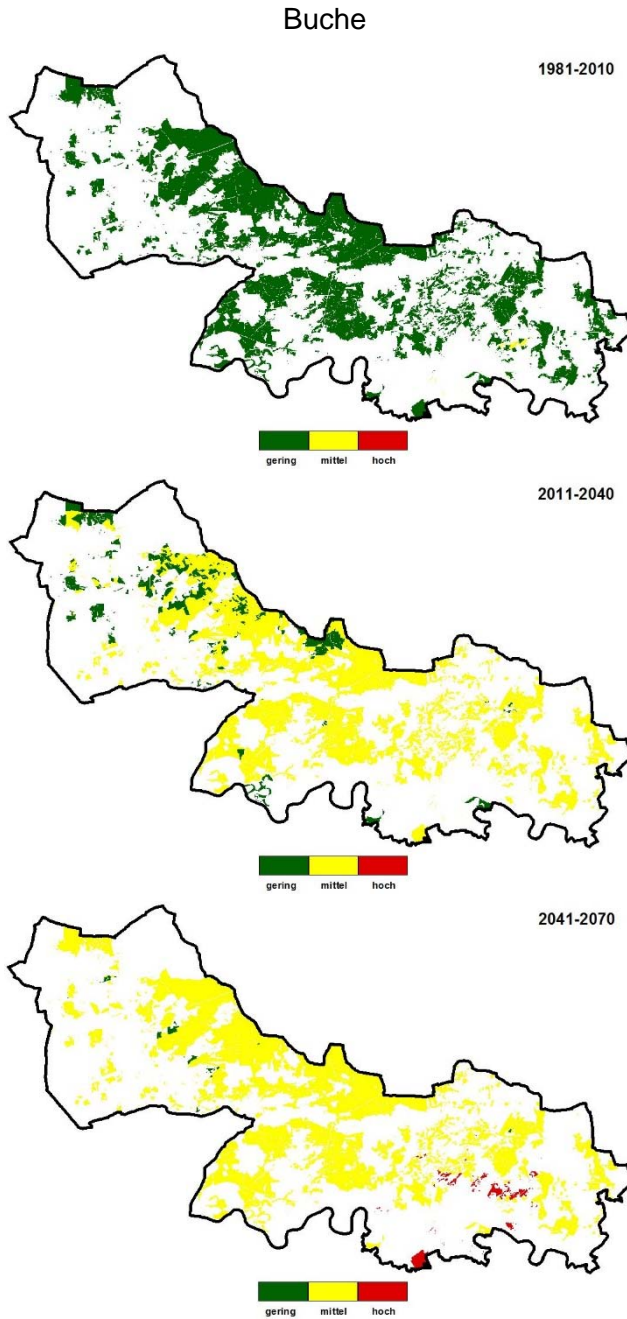 Buche
1981-2010
gering mittel hoch
2011-2040
gering mittel hoch
2041-2070
gering mittel hoch